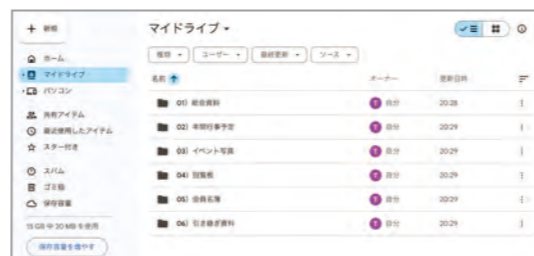 新規
ホーム
マイドライブ
パソコン
共有アイテム
最近使用したアイテム
スター付き
スパム
ゴミ箱
保存容量
15 GB 中 30 MB を使用
保存容量を増やす
マイドライブ
種類 ユーザー 最終更新 ソース
名前 オーナー 更新日時
01）総会資料 T 自分 20:28
02）年間行事予定 T 自分 20:29
03）イベント写真 T 自分 20:29
04）回覧板 T 自分 20:29
05）会員名簿 T 自分 20:29
06）引き継ぎ資料 T 自分 20:29